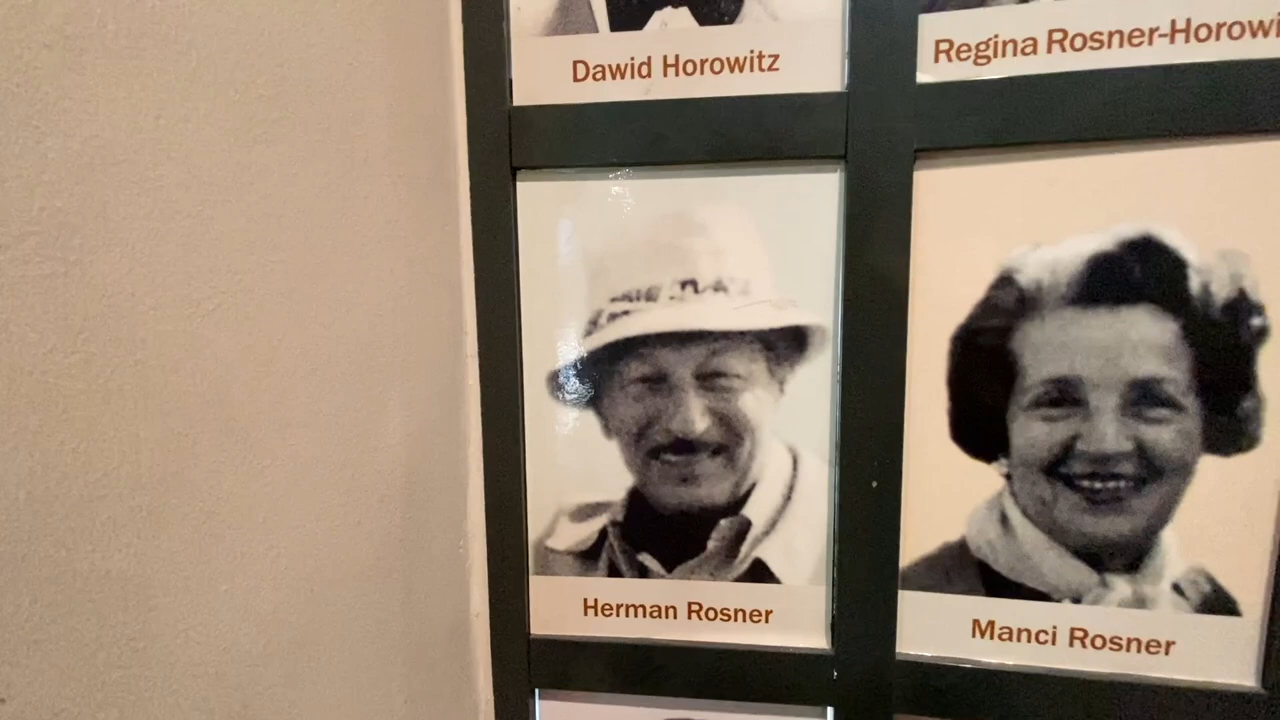 Dawid Horowitz
Regina Rosner-Horowi
Herman Rosner
Manci Rosner